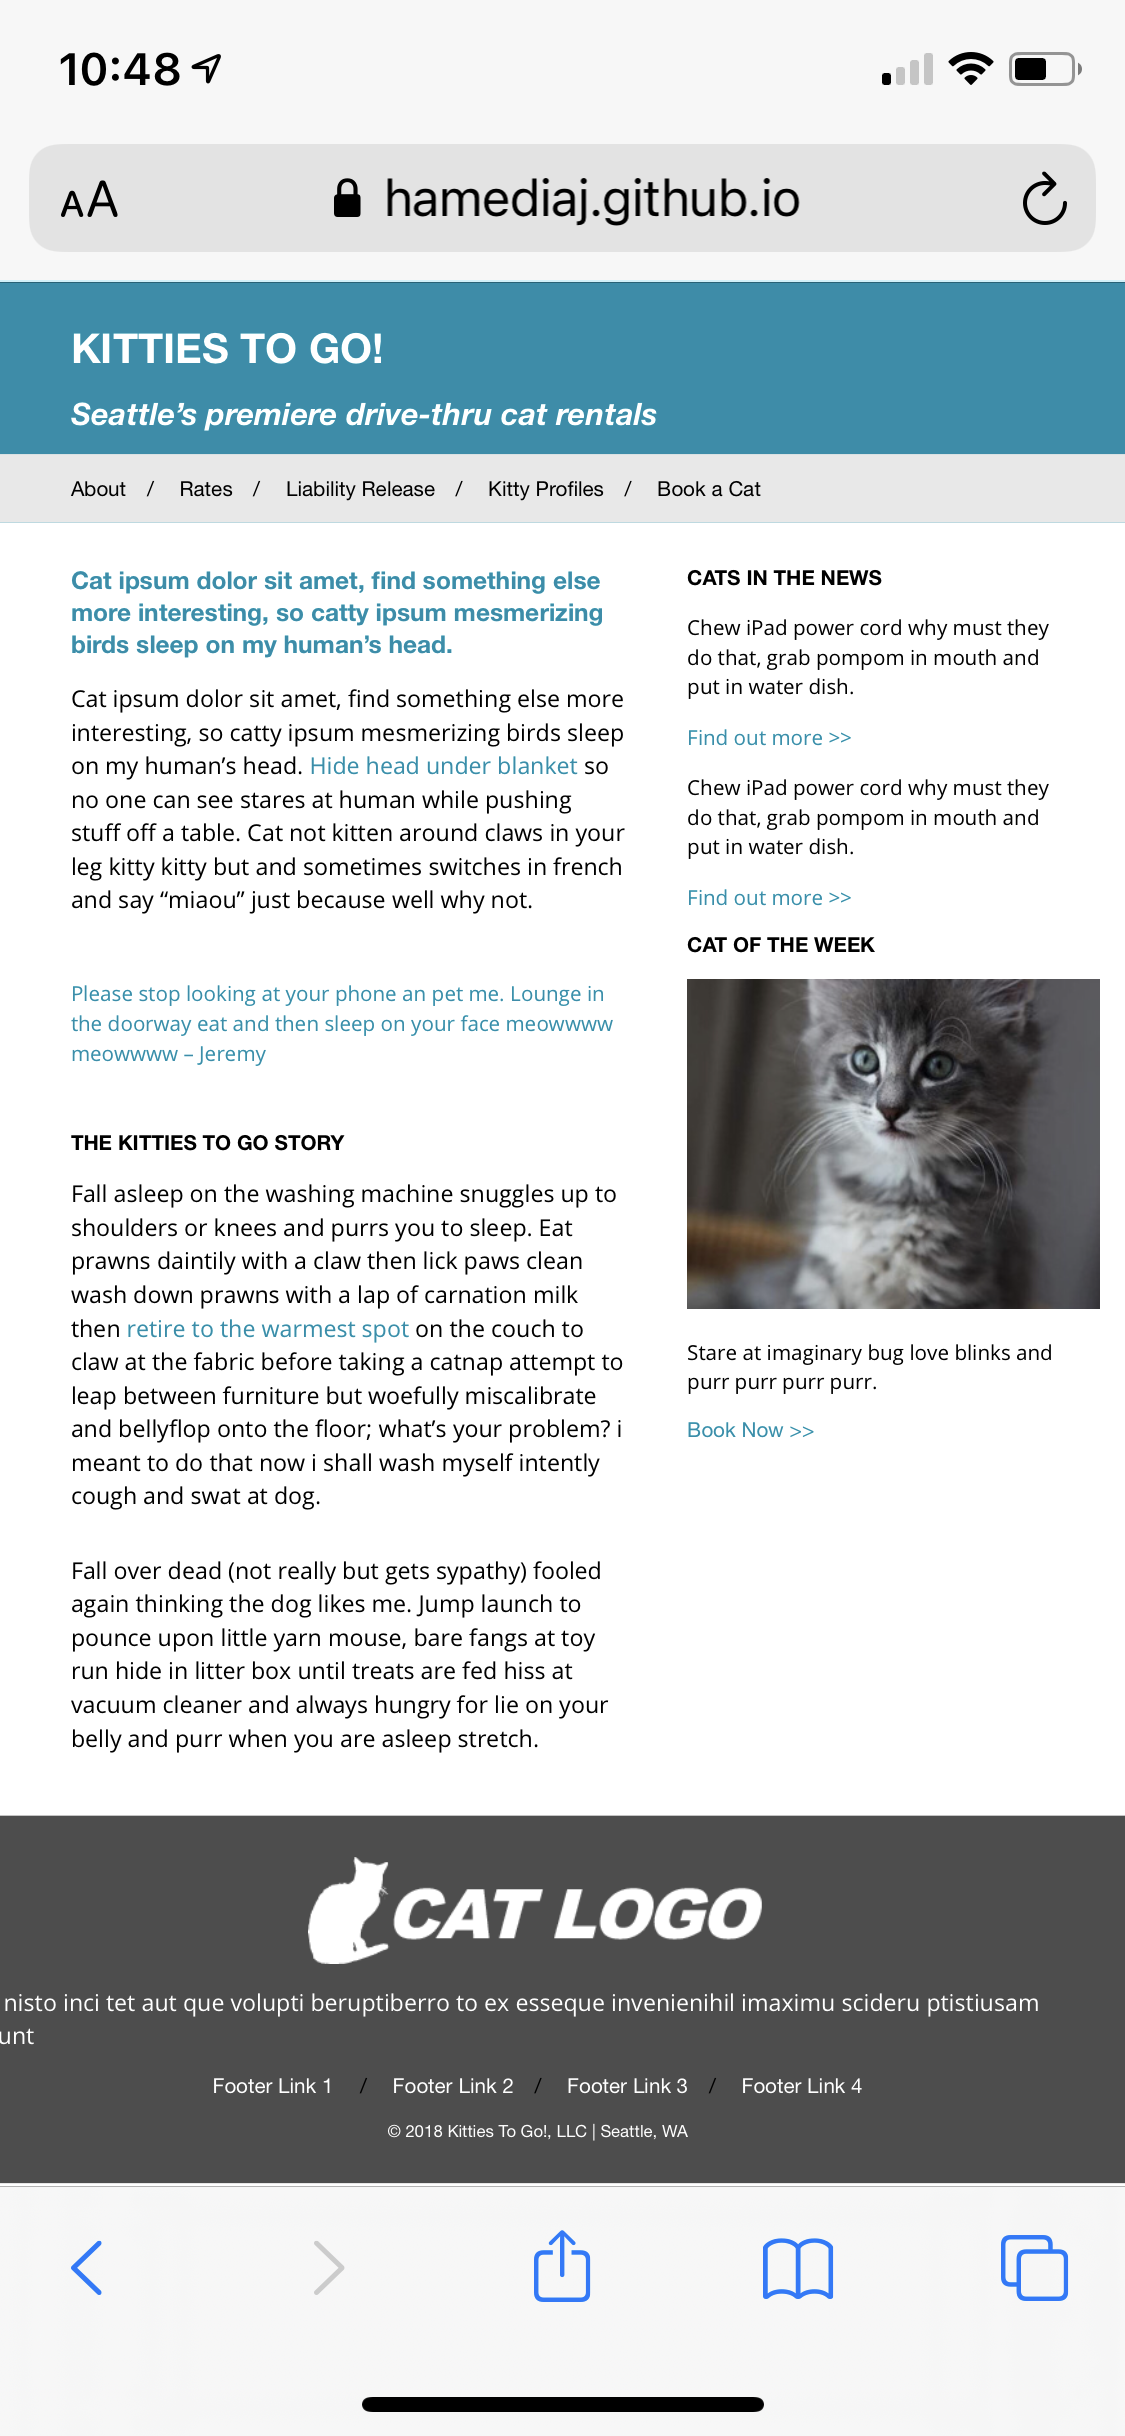 10:48
AA hamediaj.github.io
KITTIES TO GO!
Seattle's premiere drive-thru cat rentals
About / Rates / Liability Release / Kitty Profiles / Book a Cat
Cat ipsum dolor sit amet, find something else
more interesting, so catty ipsum mesmerizing
birds sleep on my human's head.
Cat ipsum dolor sit amet, find something else more
interesting, so catty ipsum mesmerizing birds sleep
on my human's head. Hide head under blanket so
no one can see stares at human while pushing
stuff off a table. Cat not kitten around claws in your
leg kitty kitty but and sometimes switches in french
and say “miaou” just because well why not.
Please stop looking at your phone an pet me. Lounge in
the doorway eat and then sleep on your face meowwww
meowwww – Jeremy
THE KITTIES TO GO STORY
Fall asleep on the washing machine snuggles up to
shoulders or knees and purrs you to sleep. Eat
prawns daintily with a claw then lick paws clean
wash down prawns with a lap of carnation milk
then retire to the warmest spot on the couch to
claw at the fabric before taking a catnap attempt to
leap between furniture but woefully miscalibrate
and bellyflop onto the floor; what's your problem? i
meant to do that now i shall wash myself intently
cough and swat at dog.
Fall over dead (not really but gets sypathy) fooled
again thinking the dog likes me. Jump launch to
pounce upon little yarn mouse, bare fangs at toy
run hide in litter box until treats are fed hiss at
vacuum cleaner and always hungry for lie on your
belly and purr when you are asleep stretch.
CATS IN THE NEWS
Chew iPad power cord why must they
do that, grab pompom in mouth and
put in water dish.
Find out more >>
Chew iPad power cord why must they
do that, grab pompom in mouth and
put in water dish.
Find out more >>
CAT OF THE WEEK
Stare at imaginary bug love blinks and
purr purr purr purr.
Book Now >>
CAT LOGO
nisto inci tet aut que volupti beruptiberro to ex esseque invenienihil imaximu scideru ptistiusam
unt
Footer Link 1 / Footer Link 2 / Footer Link 3 / Footer Link 4
© 2018 Kitties To Go!, LLC | Seattle, WA